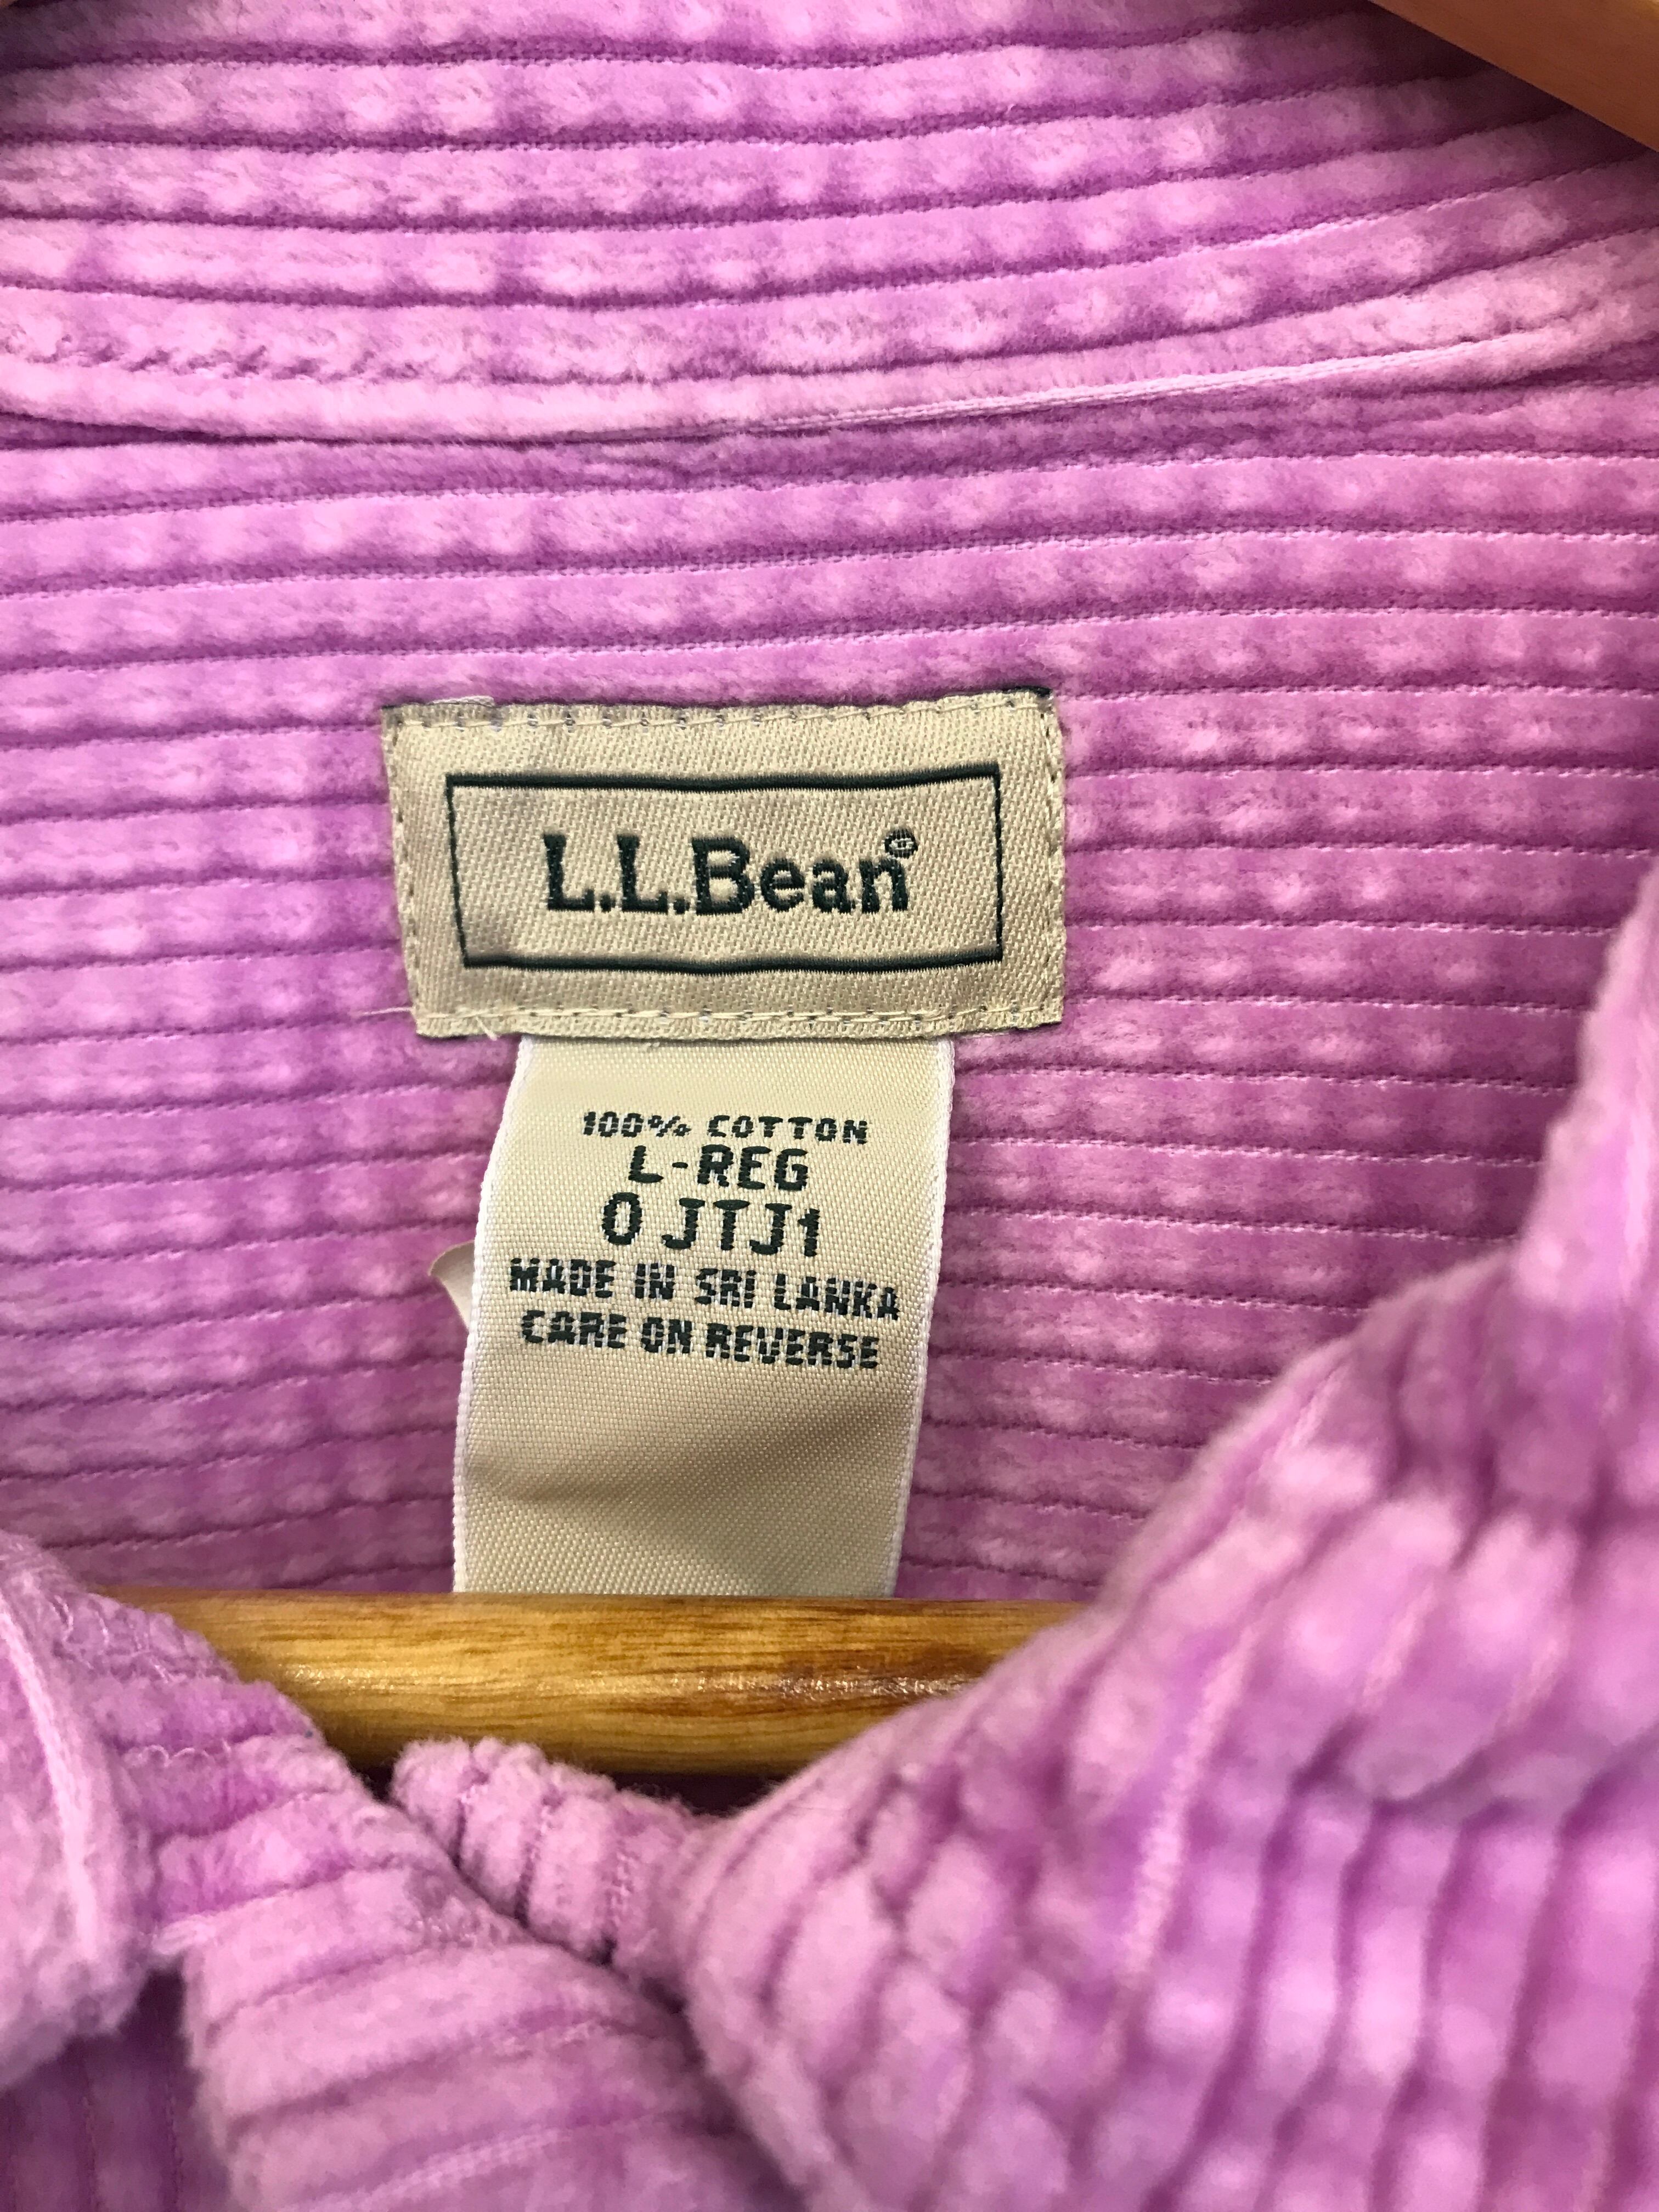 L.L.Bean®
100% COTTON
L-REG
0 JTJ1
MADE IN SRI LANKA
CARE ON REVERSE